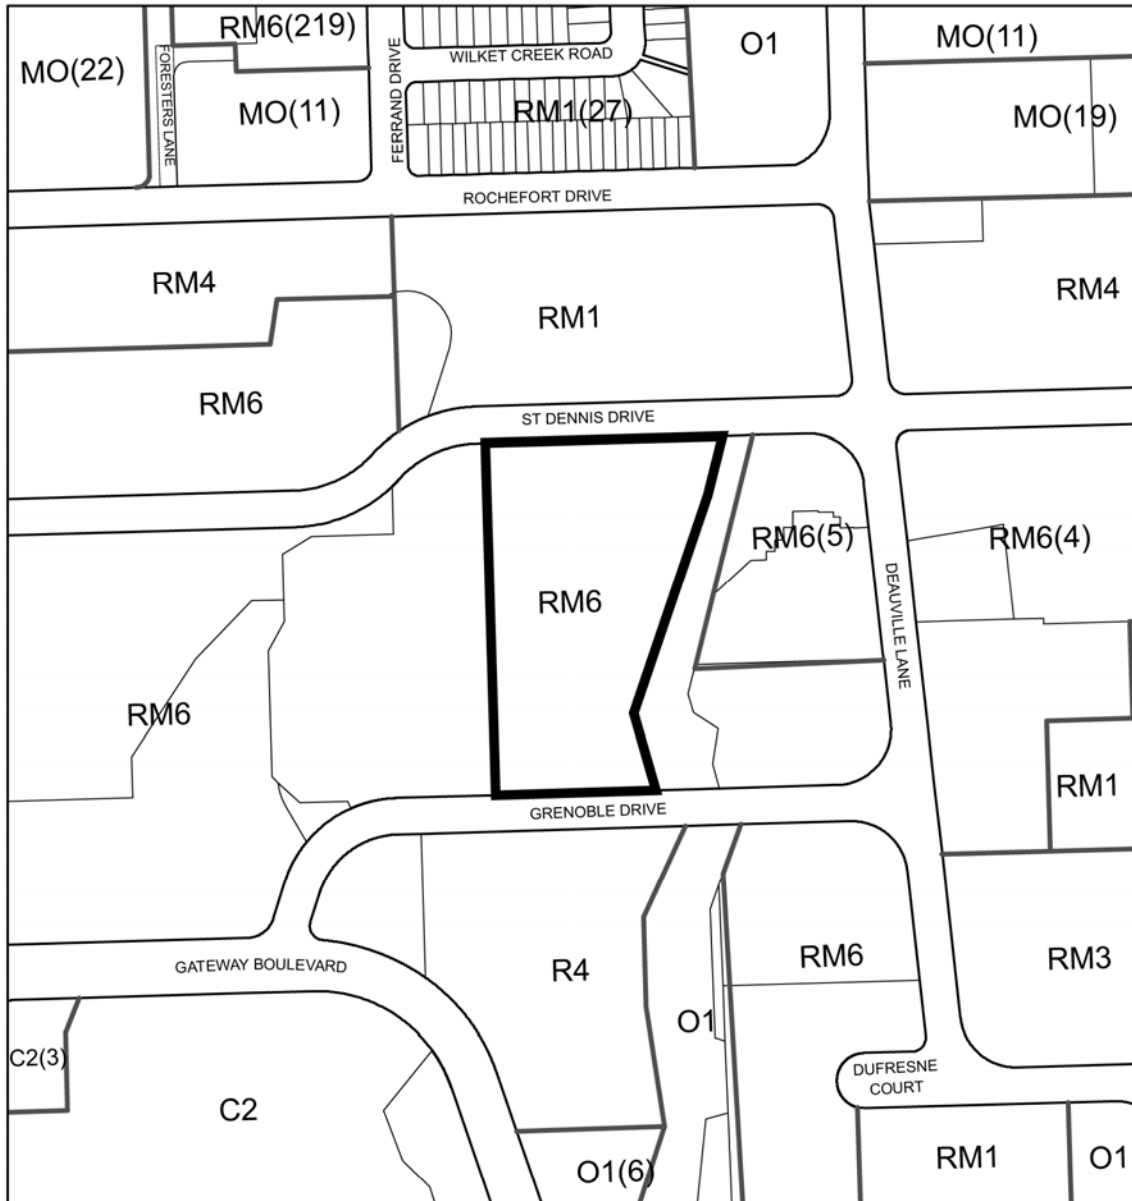 RM6(219)
MO(22)
FORESTERS LANE
MO(11)
FERRAND DRIVE
WILKET CREEK ROAD
RM1(27)
O1
MO(11)
MO(19)
ROCHEFORT DRIVE
RM4
RM1
RM4
RM6
ST DENNIS DRIVE
RM6
RM6(5)
RM6(4)
DEAUVILLE LANE
RM6
RM1
GRENOBLE DRIVE
GATEWAY BOULEVARD
R4
RM6
RM3
O1
C2(3)
C2
DUFRESNE
COURT
O1(6)
RM1
O1